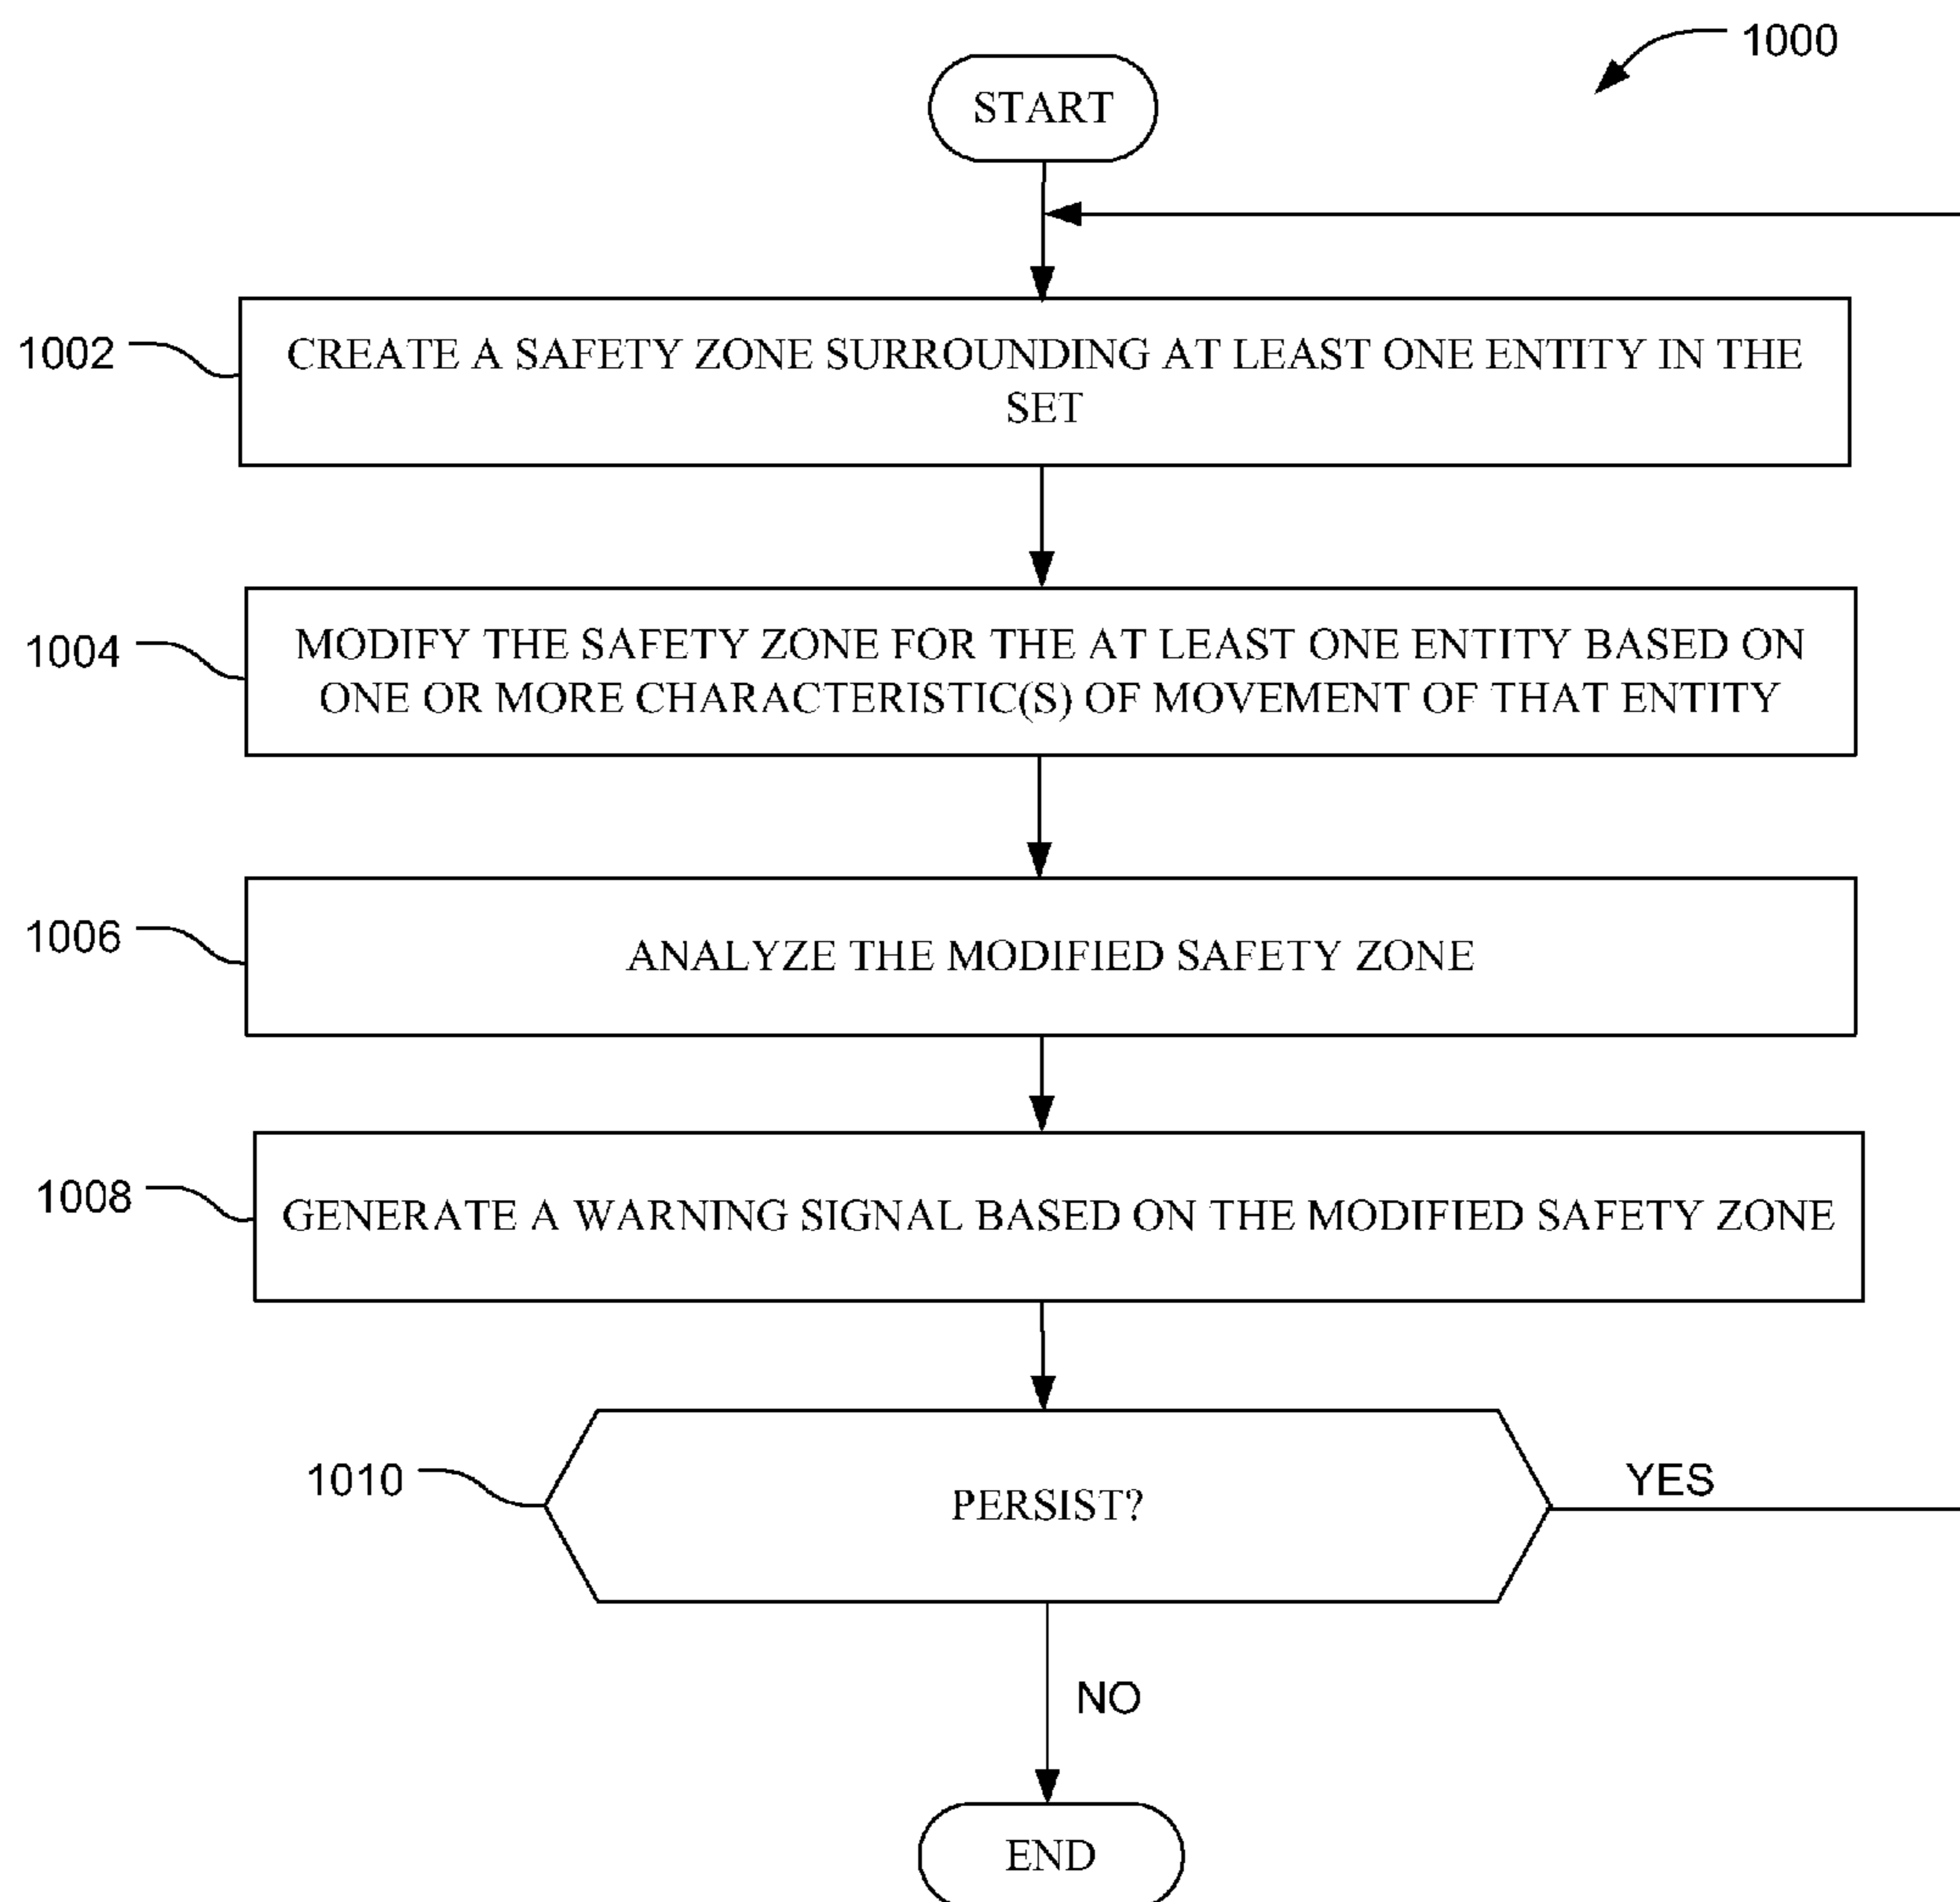 1000
START
1002
CREATE A SAFETY ZONE SURROUNDING AT LEAST ONE ENTITY IN THE
SET
1004
MODIFY THE SAFETY ZONE FOR THE AT LEAST ONE ENTITY BASED ON
ONE OR MORE CHARACTERISTIC(S) OF MOVEMENT OF THAT ENTITY
1006
ANALYZE THE MODIFIED SAFETY ZONE
1008
GENERATE A WARNING SIGNAL BASED ON THE MODIFIED SAFETY ZONE
1010
PERSIST?
YES
NO
END